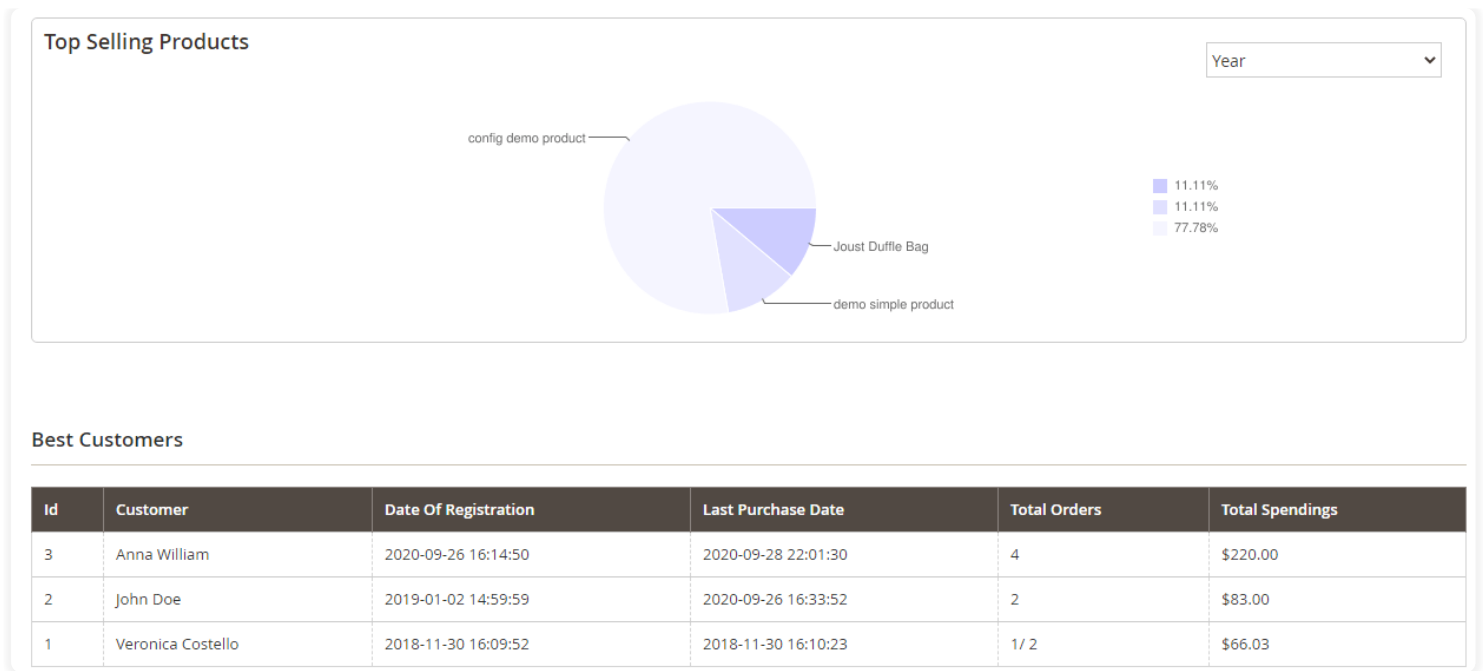 Top Selling Products
Year
config demo product
11.11%
11.11%
77.78%
Joust Duffle Bag
demo simple product
Best Customers
Id Customer Date Of Registration Last Purchase Date Total Orders Total Spendings
3 Anna William 2020-09-26 16:14:50 2020-09-28 22:01:30 4 $220.00
2 John Doe 2019-01-02 14:59:59 2020-09-26 16:33:52 2 $83.00
1 Veronica Costello 2018-11-30 16:09:52 2018-11-30 16:10:23 1/ 2 $66.03